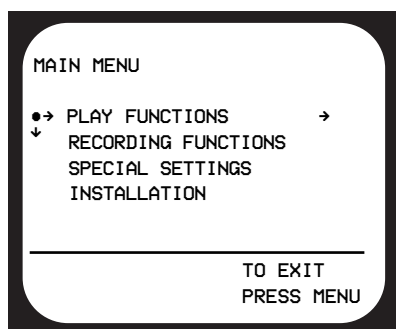 MAIN MENU
●→ PLAY FUNCTIONS →
↓ RECORDING FUNCTIONS
SPECIAL SETTINGS
INSTALLATION
TO EXIT
PRESS MENU